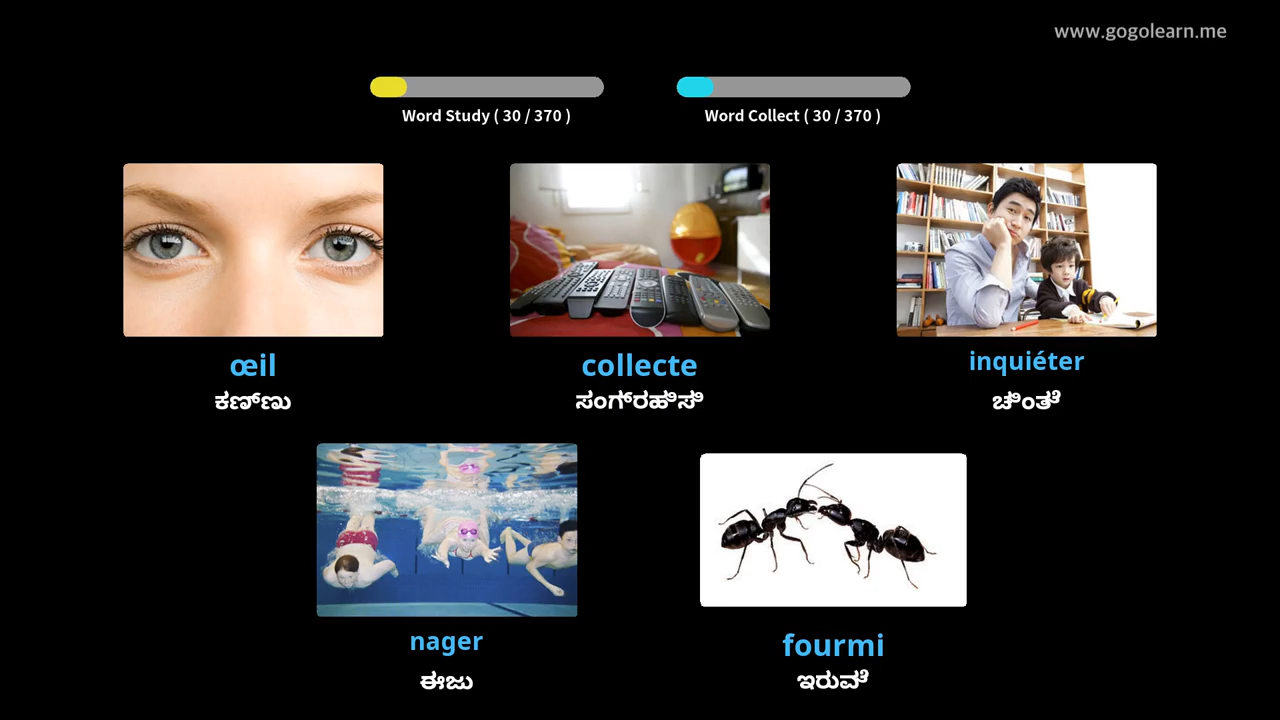 www.gogolearn.me
Word Study ( 30 / 370 )
Word Collect ( 30 / 370 )
œil
ಕಣ್ಣು
collecte
ಸಂಗ್ರಹಿಸಿ
inquiéter
ಚಿಂತೆ
nager
ಈಜು
fourmi
ಇರುವೆ